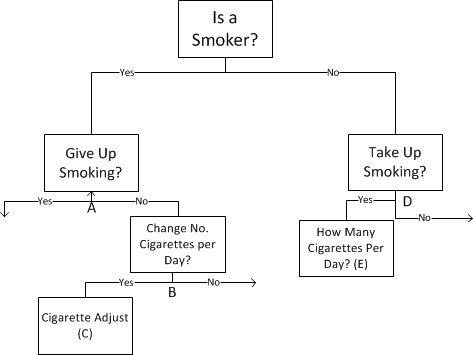 Is a
Smoker?
Yes
No
Give Up
Smoking?
Take Up
Smoking?
Yes
A
No
Yes
D
No
Change No.
Cigarettes per
Day?
How Many
Cigarettes Per
Day? (E)
Yes
B
No
Cigarette Adjust
(C)